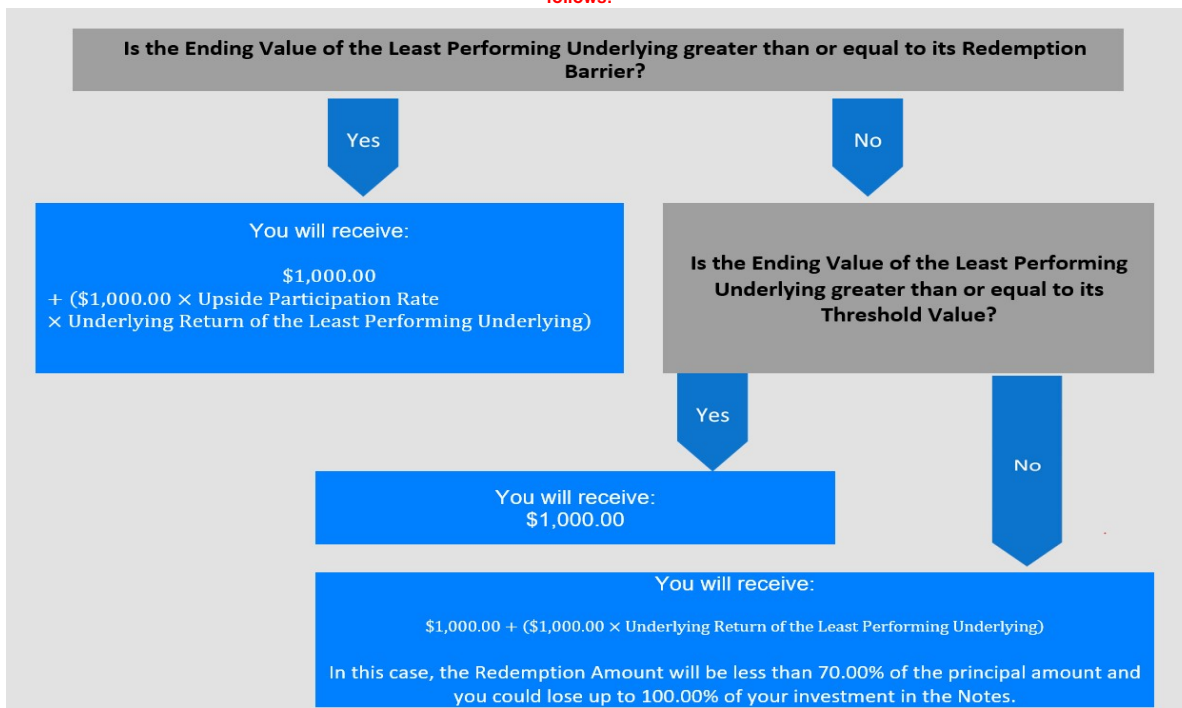 follows:
Is the Ending Value of the Least Performing Underlying greater than or equal to its Redemption
Barrier?
Yes
No
You will receive:
$1,000.00
+ ($1,000.00 × Upside Participation Rate
× Underlying Return of the Least Performing Underlying)
Is the Ending Value of the Least Performing
Underlying greater than or equal to its
Threshold Value?
Yes
No
You will receive:
$1,000.00
You will receive:
$1,000.00 + ($1,000.00 × Underlying Return of the Least Performing Underlying)
In this case, the Redemption Amount will be less than 70.00% of the principal amount and
you could lose up to 100.00% of your investment in the Notes.